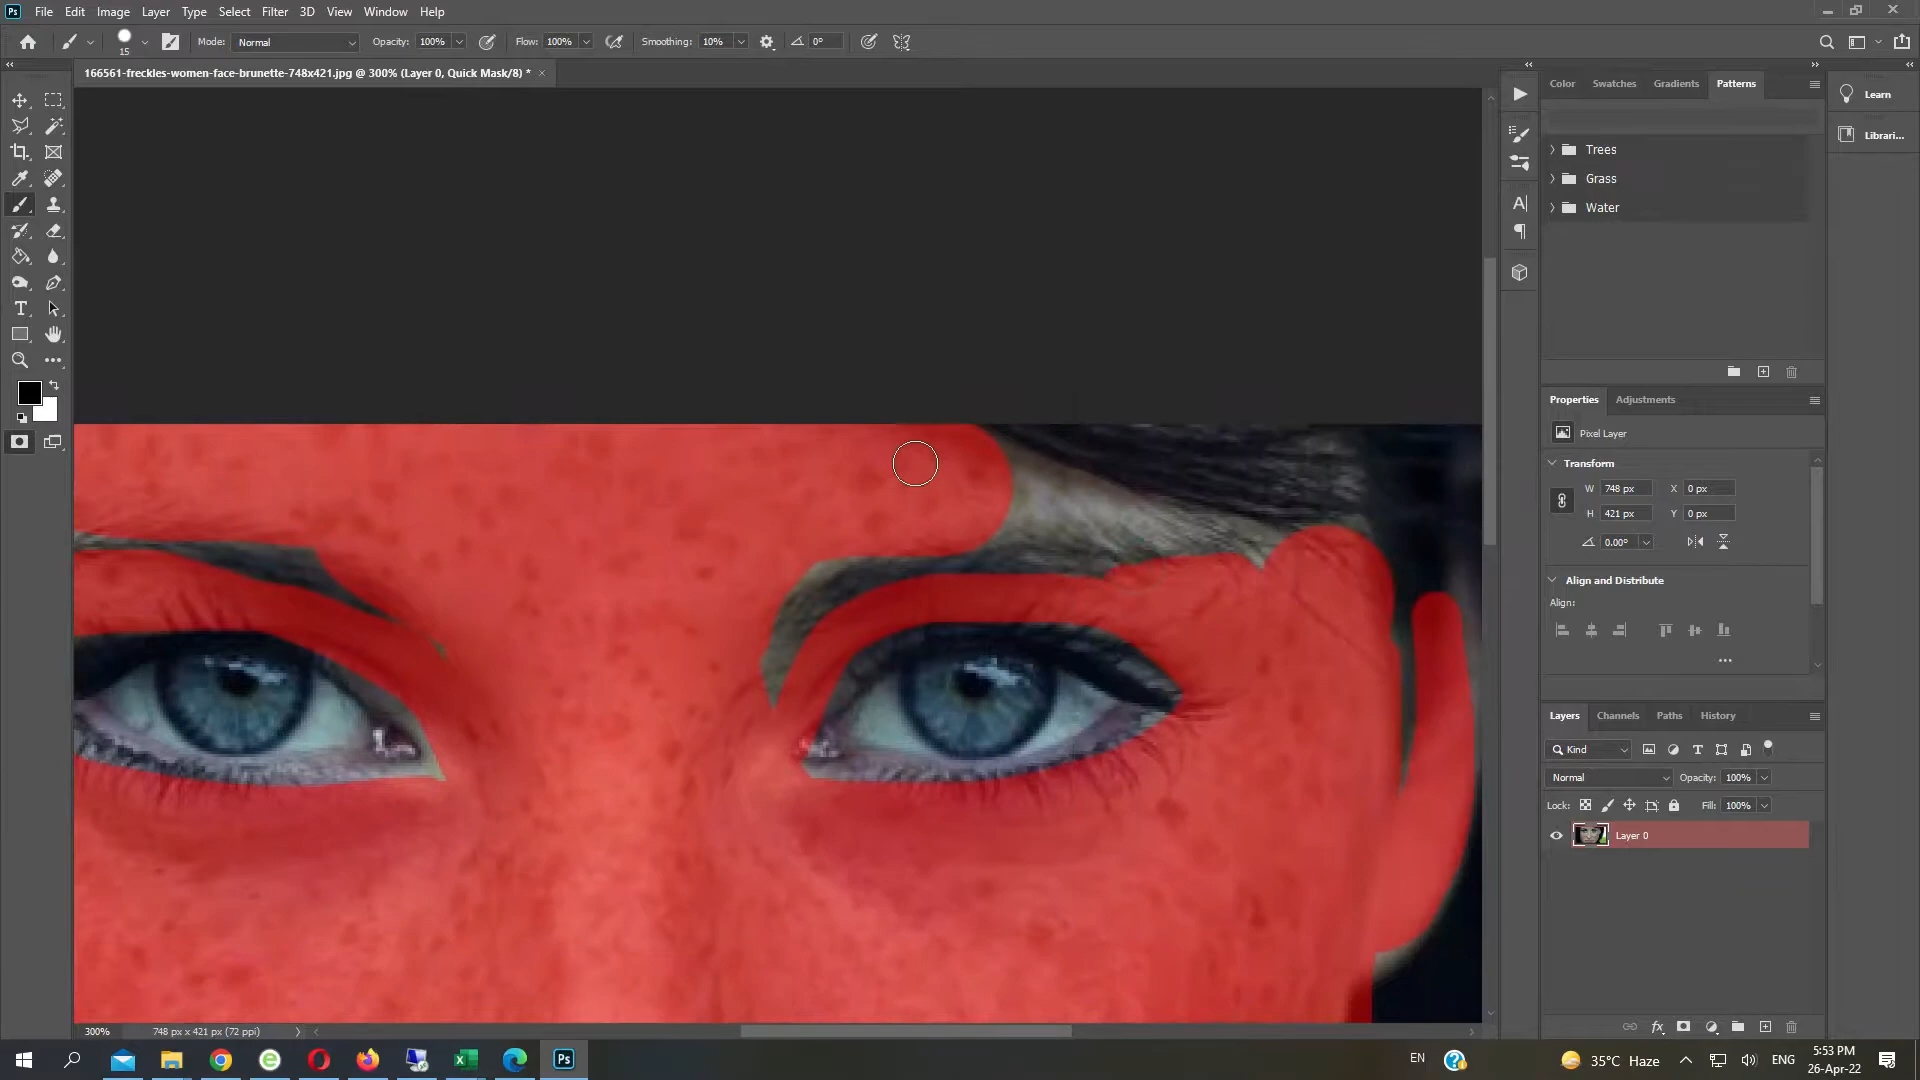 Ps File Edit Image Layer Type Select Filter 3D View Window Help
15 Mode: Normal Opacity: 100% Flow: 100% Smoothing: 10% 0°
166561-freckles-women-face-brunette-748x421.jpg @ 300% (Layer 0, Quick Mask/8) * ×
Color Swatches Gradients Patterns
Learn
Librari...
Trees
Grass
Water
Properties Adjustments
Pixel Layer
Transform
W 748 px X 0 px
H 421 px Y 0 px
0.00°
Align and Distribute
Align:
Layers Channels Paths History
Kind
Normal Opacity: 100%
Lock: Fill: 100%
Layer 0
fx
300% 748 px x 421 px (72 ppi)
Ps EN 35°C Haze ENG 5:53 PM
26-Apr-22